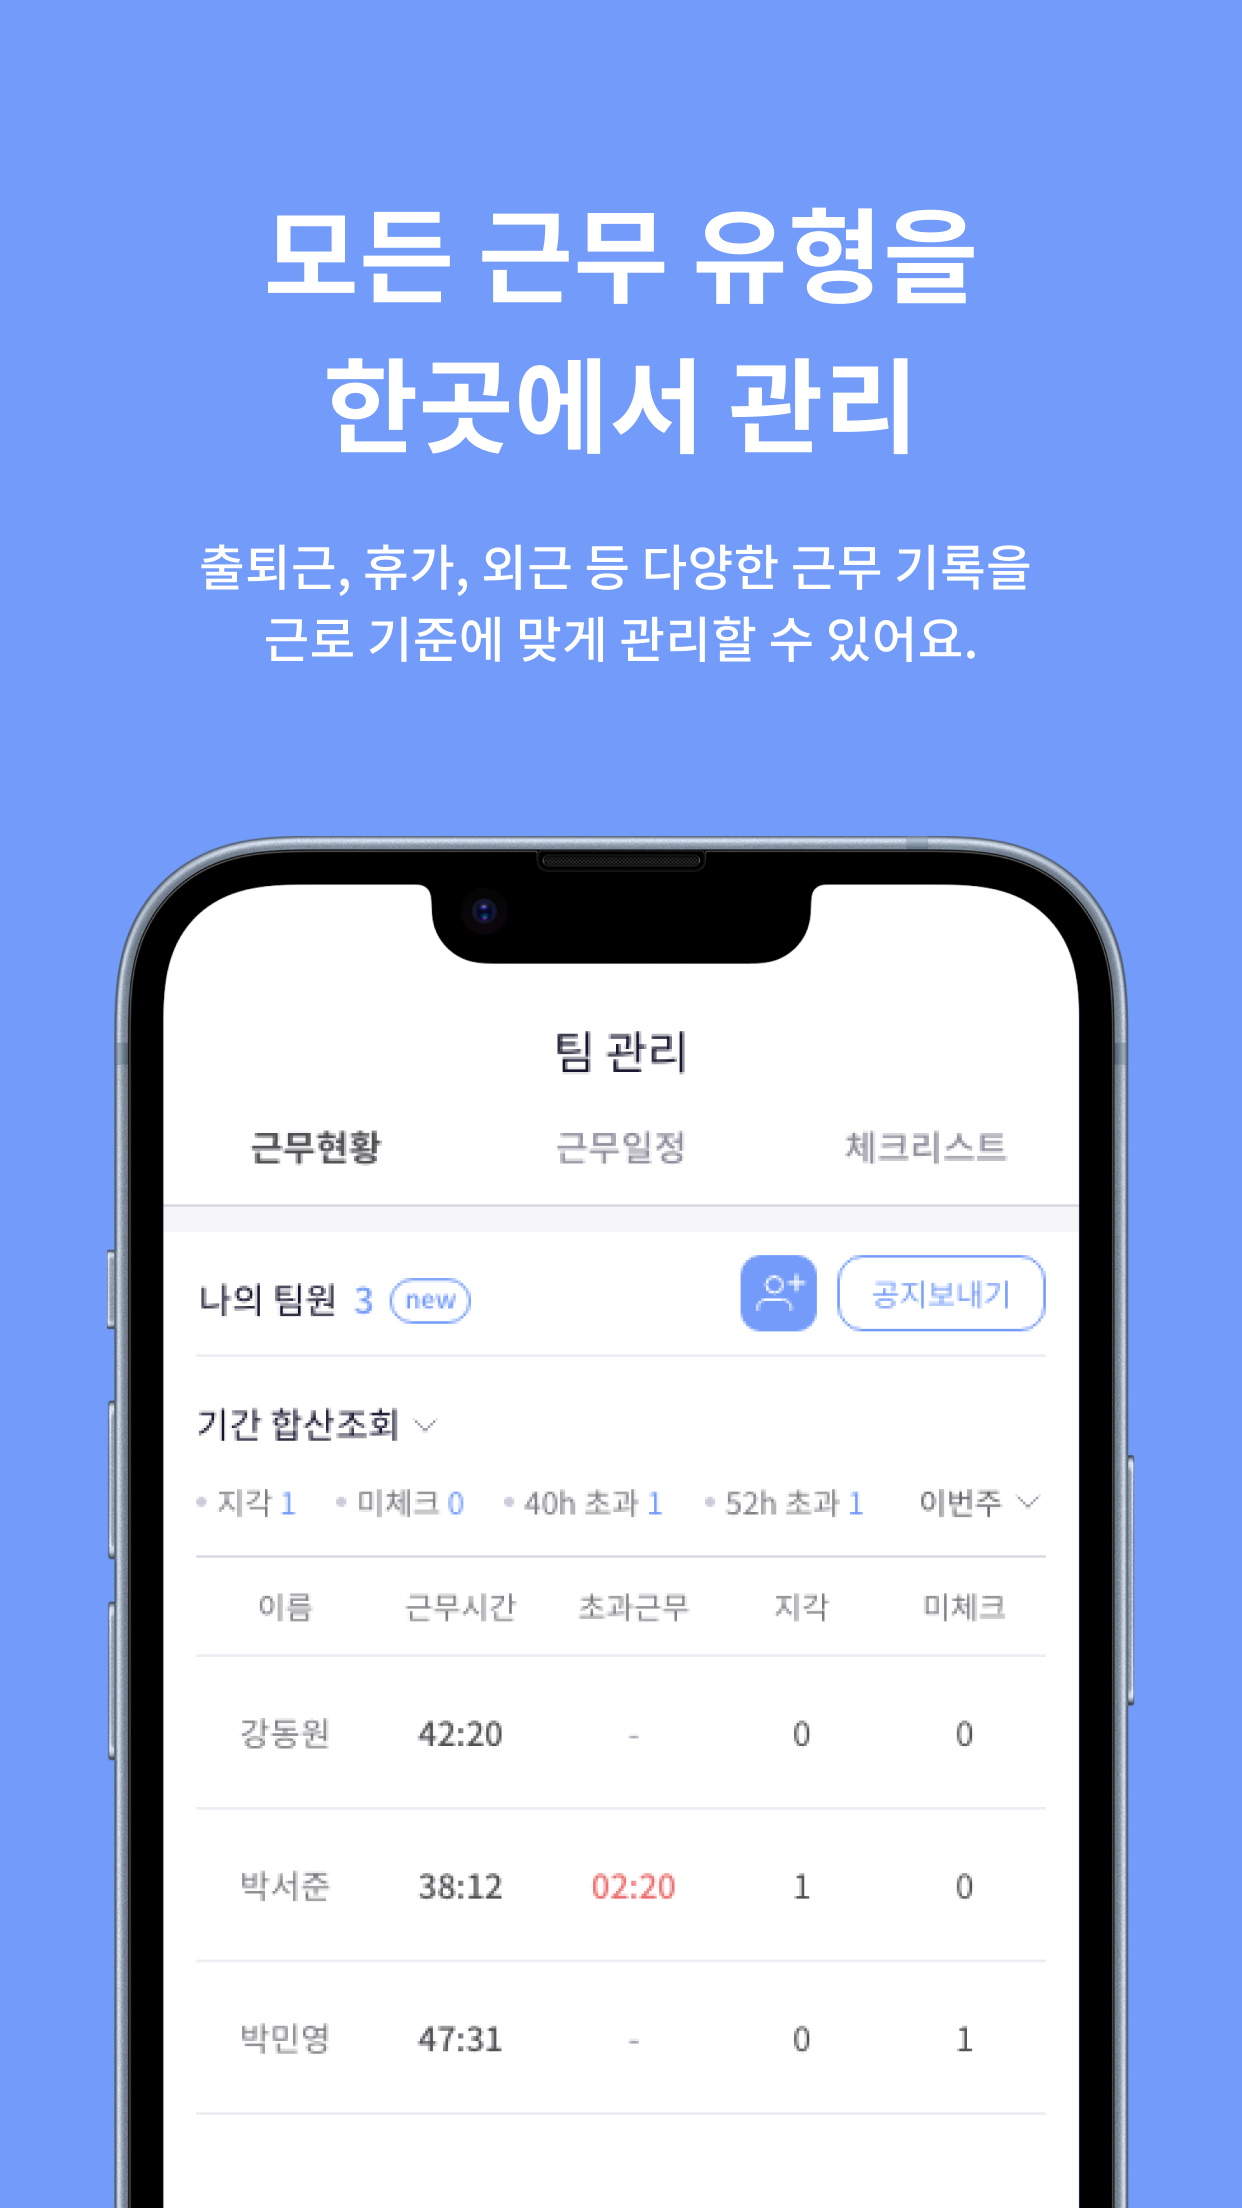 모든 근무 유형을
한곳에서 관리
출퇴근, 휴가, 외근 등 다양한 근무 기록을
근로 기준에 맞게 관리할 수 있어요.
팀 관리
근무현황 근무일정 체크리스트
나의 팀원 3 new 공지보내기
기간 합산조회
• 지각 1 • 미체크 0 • 40h 초과 1 • 52h 초과 1 이번주
이름 근무시간 초과근무 지각 미체크
강동원 42:20 - 0 0
박서준 38:12 02:20 1 0
박민영 47:31 - 0 1